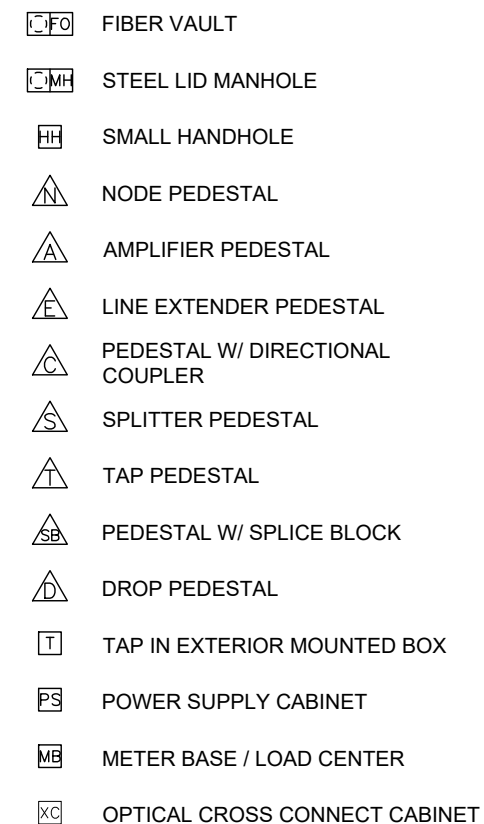 FO FIBER VAULT
MH STEEL LID MANHOLE
HH SMALL HANDHOLE
N NODE PEDESTAL
A AMPLIFIER PEDESTAL
E LINE EXTENDER PEDESTAL
C PEDESTAL W/ DIRECTIONAL
COUPLER
S SPLITTER PEDESTAL
T TAP PEDESTAL
SB PEDESTAL W/ SPLICE BLOCK
D DROP PEDESTAL
T TAP IN EXTERIOR MOUNTED BOX
PS POWER SUPPLY CABINET
MB METER BASE / LOAD CENTER
XC OPTICAL CROSS CONNECT CABINET